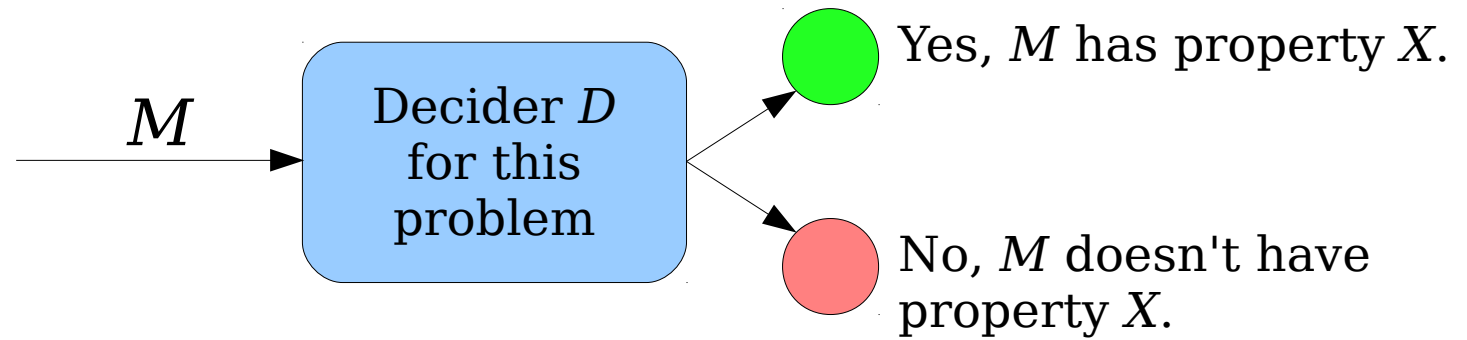 M
Decider D
for this
problem
Yes, M has property X.
No, M doesn't have
property X.